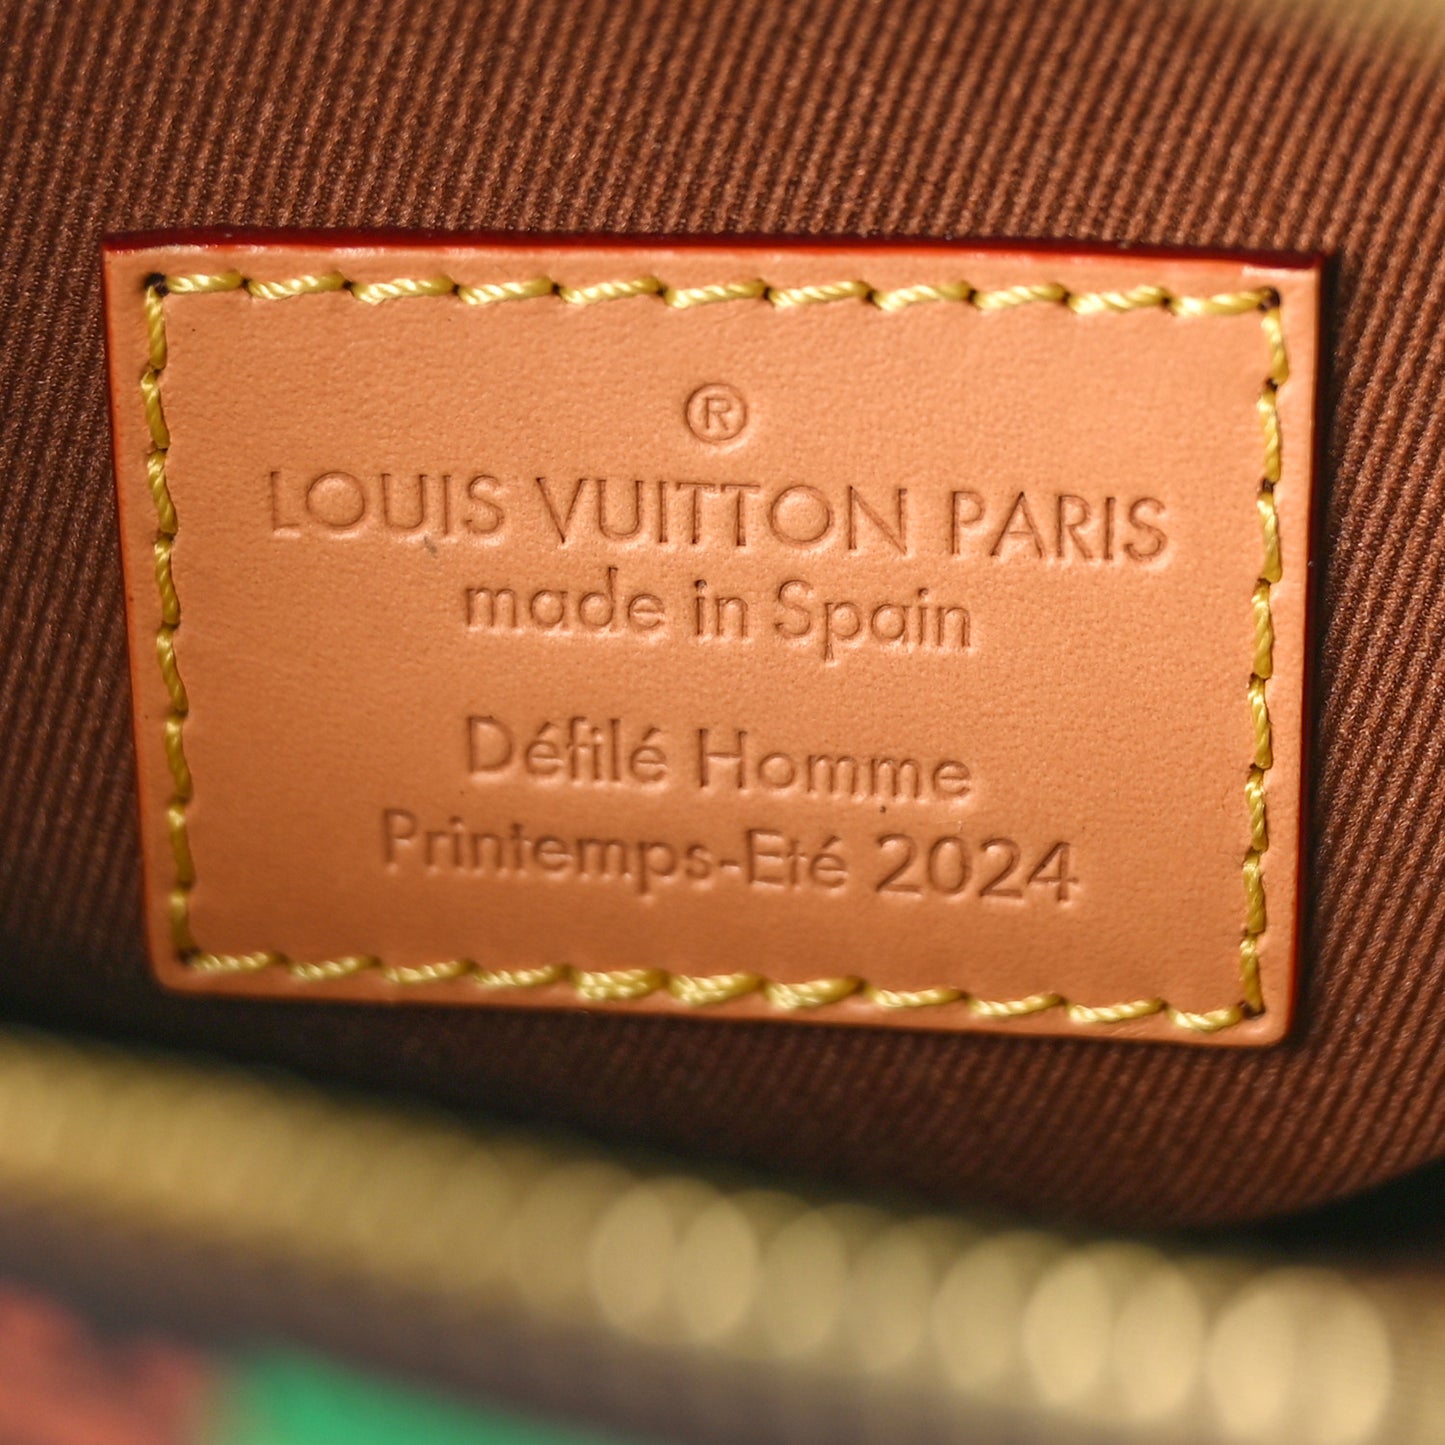 ®
LOUIS VUITTON PARIS
made in Spain
Défilé Homme
Printemps-Eté 2024